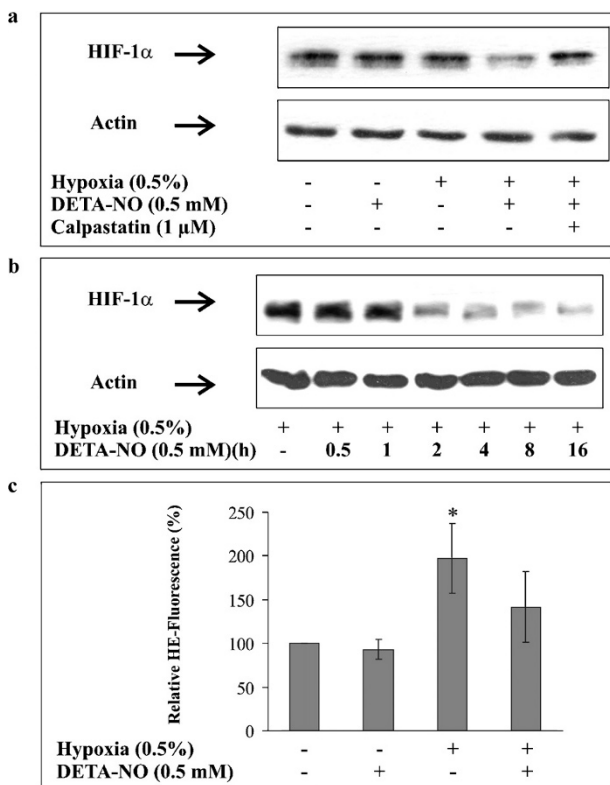 a
HIF-1α
Actin
Hypoxia (0.5%) - - + + +
DETA-NO (0.5 mM) - + - + +
Calpastatin (1 µM) - - - - +
b
HIF-1α
Actin
Hypoxia (0.5%) + + + + + + +
DETA-NO (0.5 mM)(h) - 0.5 1 2 4 8 16
c
Relative HE-Fluorescence (%)
250
200
150
100
50
0
*
Hypoxia (0.5%) - - + +
DETA-NO (0.5 mM) - + - +